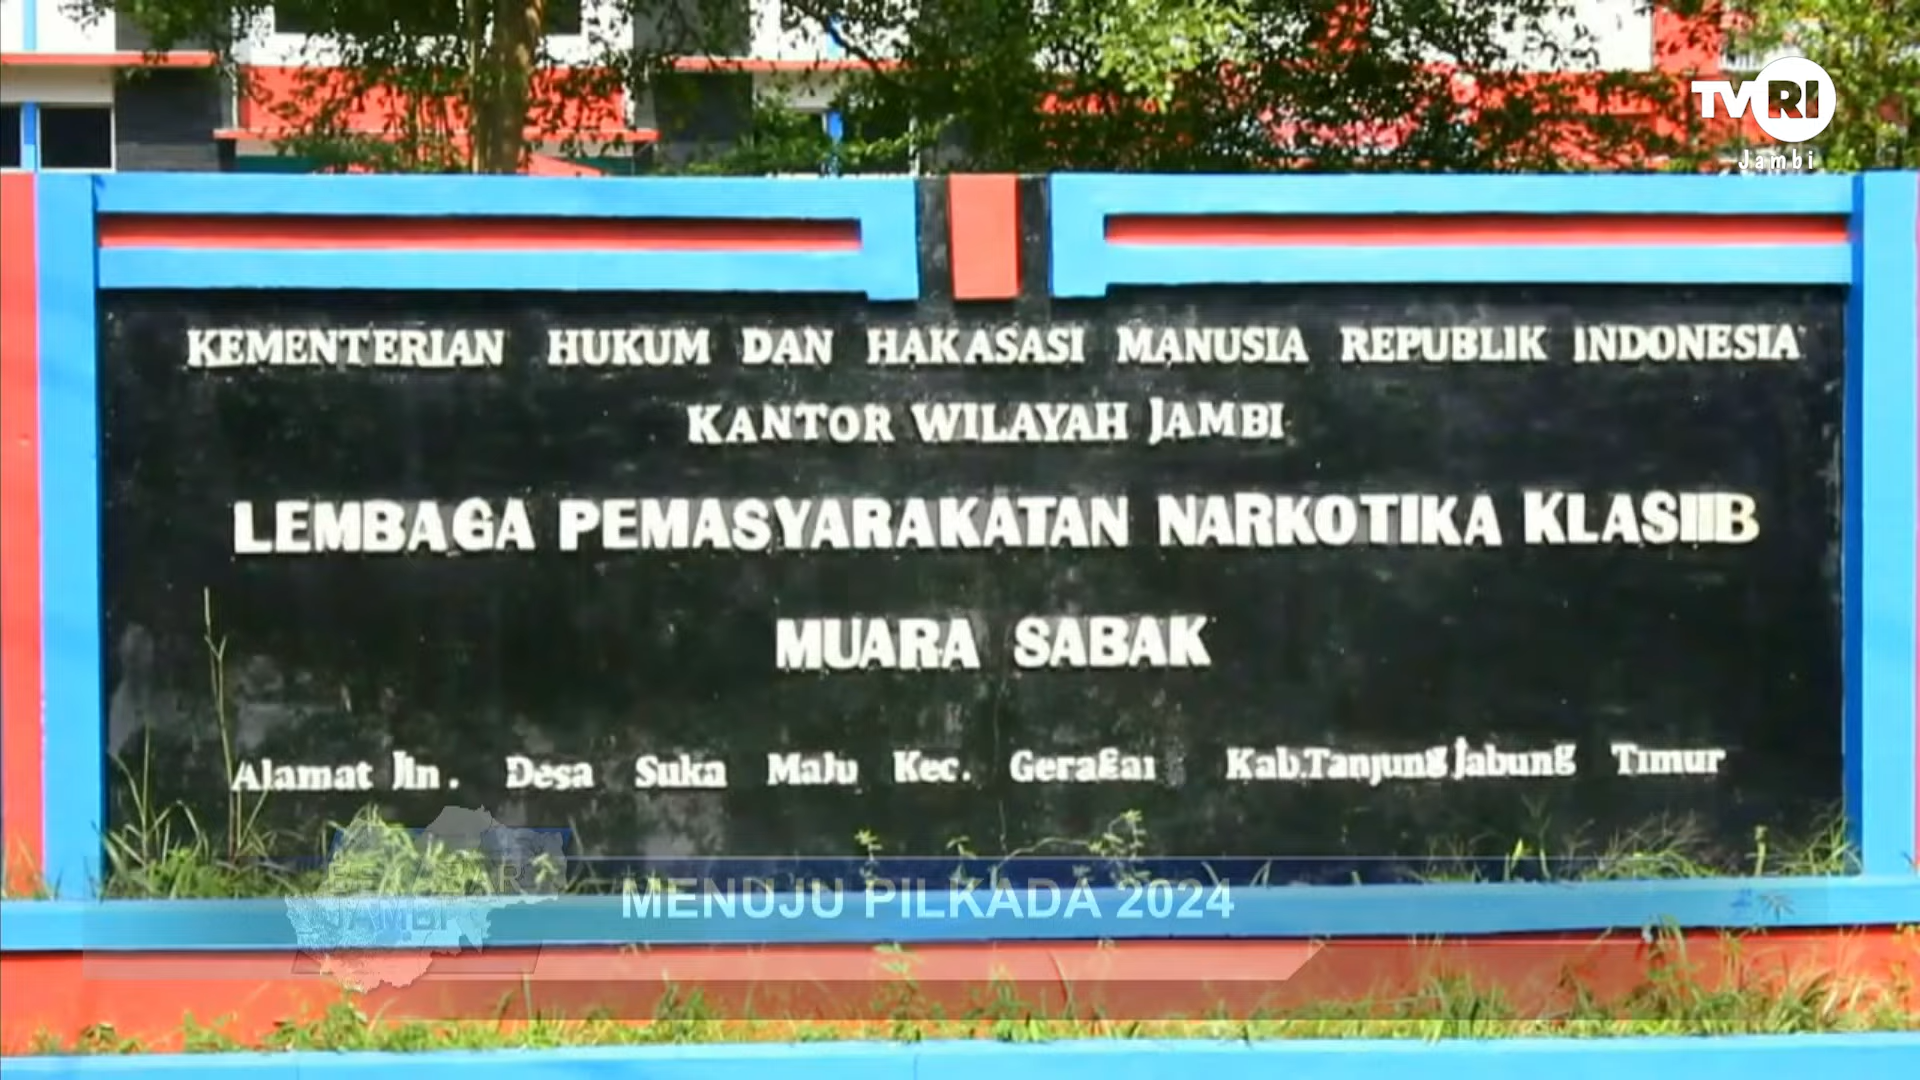 TVRI
Jambi
KEMENTERIAN HUKUM DAN HAKASASI MANUSIA REPUBLIK INDONESIA
KANTOR WILAYAH JAMBI
LEMBAGA PEMASYARAKATAN NARKOTIKA KLASIIB
MUARA SABAK
Alamat Jln. Desa Suka Maju Kec. Geragai Kab.Tanjung Jabung Timur
JAMBI
MENUJU PILKADA 2024